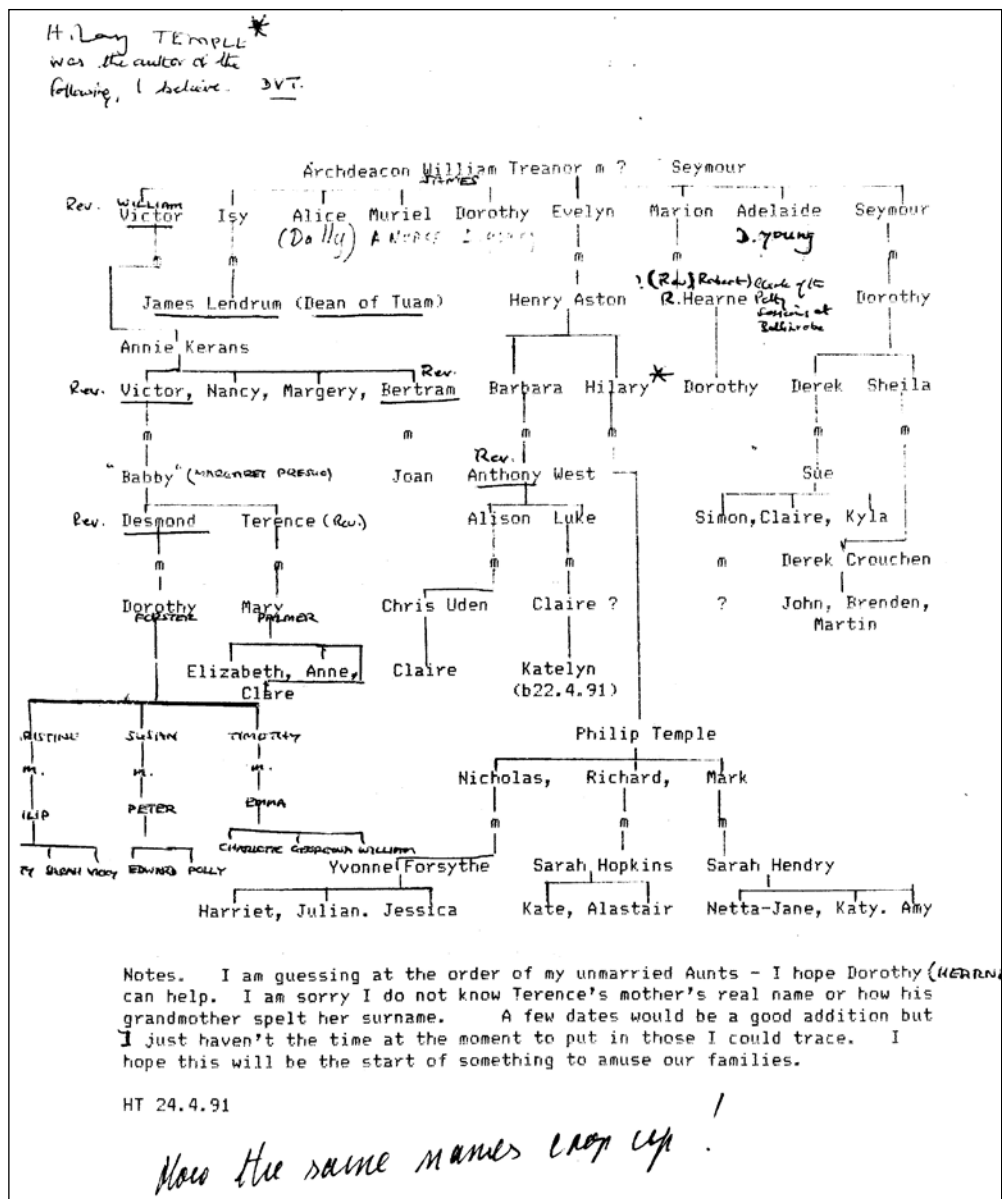 Hilary TEMPLE*
was the author of the
following, I believe. DVT.
Archdeacon William Treanor m ? Seymour
JAMES
WILLIAM
Rev. Victor Isy Alice Muriel Dorothy Evelyn Marion Adelaide Seymour
(Dolly) A NURSE D. young
m m m m m
James Lendrum (Dean of Tuam) Henry Aston ? (Rev) (Robert) R. Hearne Clerk of the Petty Sessions at Ballinrobe Dorothy
Annie Kerans
Rev. Victor, Nancy, Margery, Rev. Bertram Barbara Hilary * Dorothy Derek Sheila
m m m m m m
"Babby" (MARGARET Joan Rev. Anthony West Sue
Rev. Desmond Terence (Rev.) Alison Luke Simon, Claire, Kyla
m m m m m Derek Crouchen
Dorothy Mary Chris Uden Claire ? ? John, Brenden,
FORSTER PALMER Martin
Elizabeth, Anne, Claire Katelyn
Clare (b22.4.91)
RISTINE SUSAN TIMOTHY Philip Temple
m. m. m. Nicholas, Richard, Mark
ILIP PETER EMMA m m m
CHARLOTTE GEORGINA WILLIAM
TY SARAH VICKY EDWARD POLLY Yvonne Forsythe Sarah Hopkins Sarah Hendry
Harriet, Julian. Jessica Kate, Alastair Netta-Jane, Katy. Amy
Notes. I am guessing at the order of my unmarried Aunts - I hope Dorothy (HEARNE
can help. I am sorry I do not know Terence's mother's real name or how his
grandmother spelt her surname. A few dates would be a good addition but
I just haven't the time at the moment to put in those I could trace. I
hope this will be the start of something to amuse our families.
HT 24.4.91
How the same names crop up!